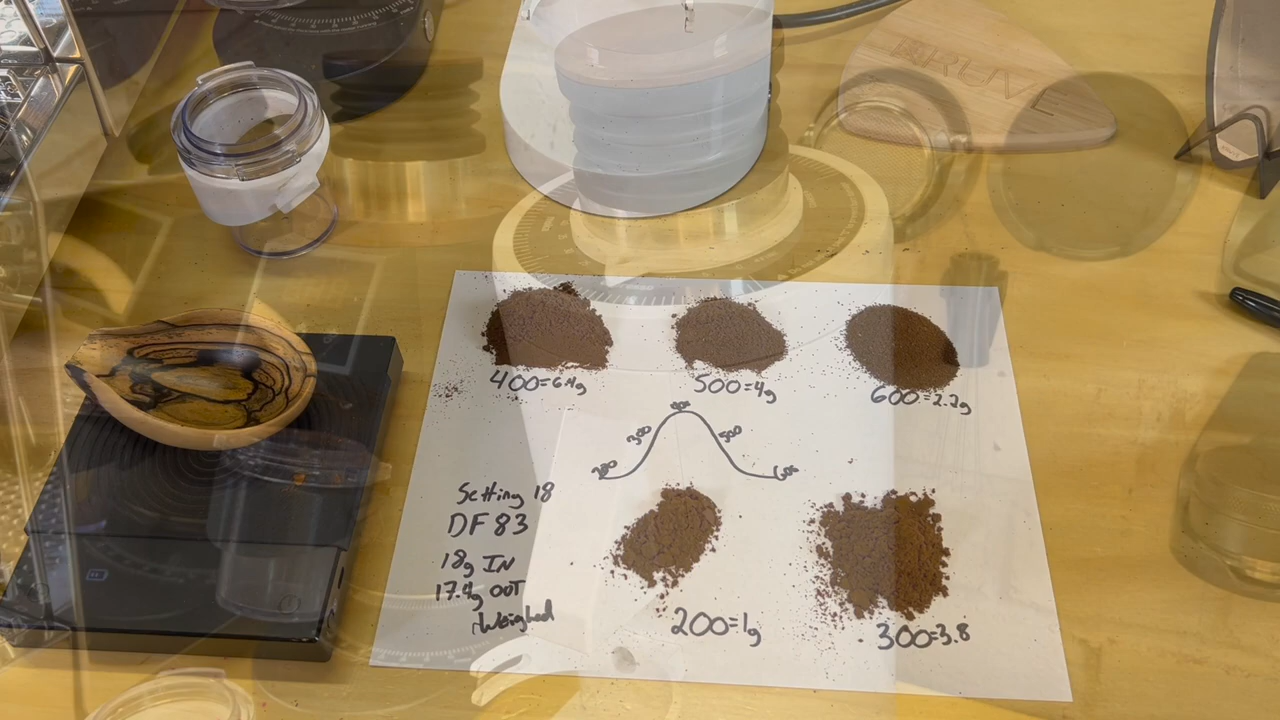 KRUVE
400=6.4g
500=4g
600=2.2g
400
300
500
200
600
Setting 18
DF83
18g IN
17.4g OUT
Weighed
200=1g
300=3.8